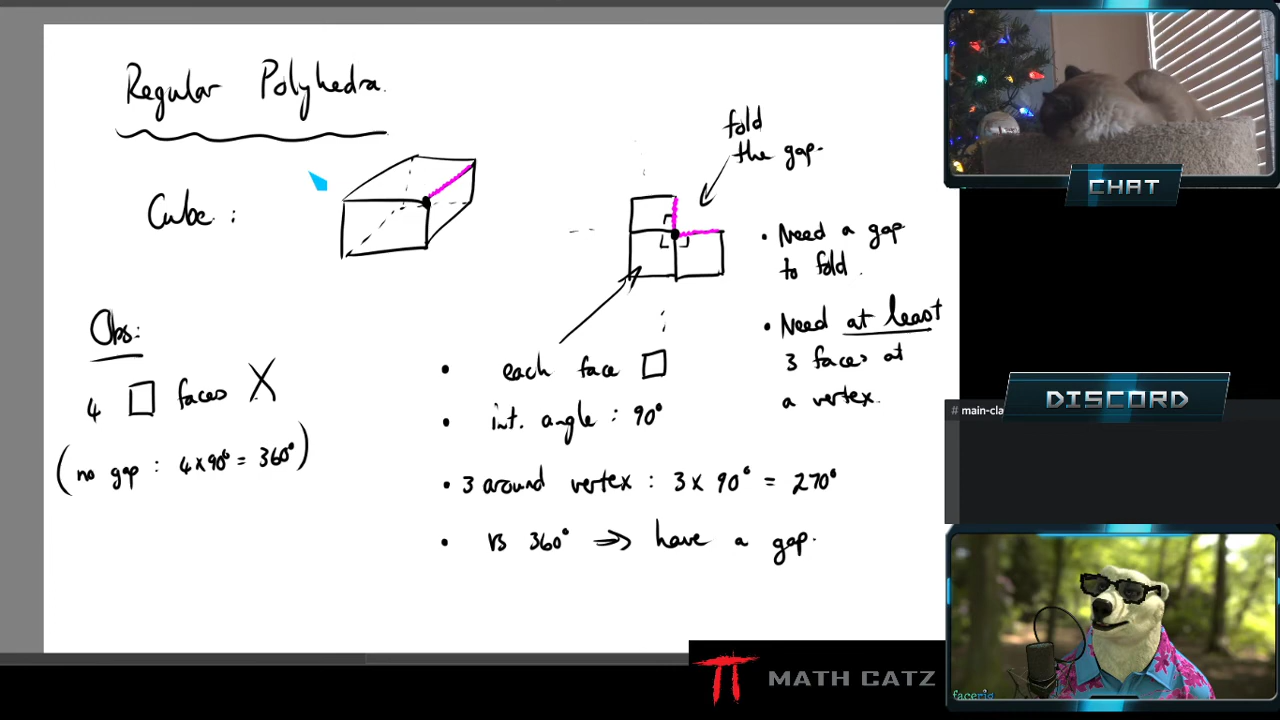 Regular Polyhedra.
Cube :
fold
the gap.
• Need a gap
to fold.
• Need at least
3 faces at
a vertex.
Obs:
4 □ faces X
(no gap : 4x90° = 360°)
• each face □
• int. angle : 90°
• 3 around vertex : 3 x 90° = 270°
• vs 360° ⇒ have a gap.
CHAT
DISCORD
# main-cla
facerig
π MATH CATZ